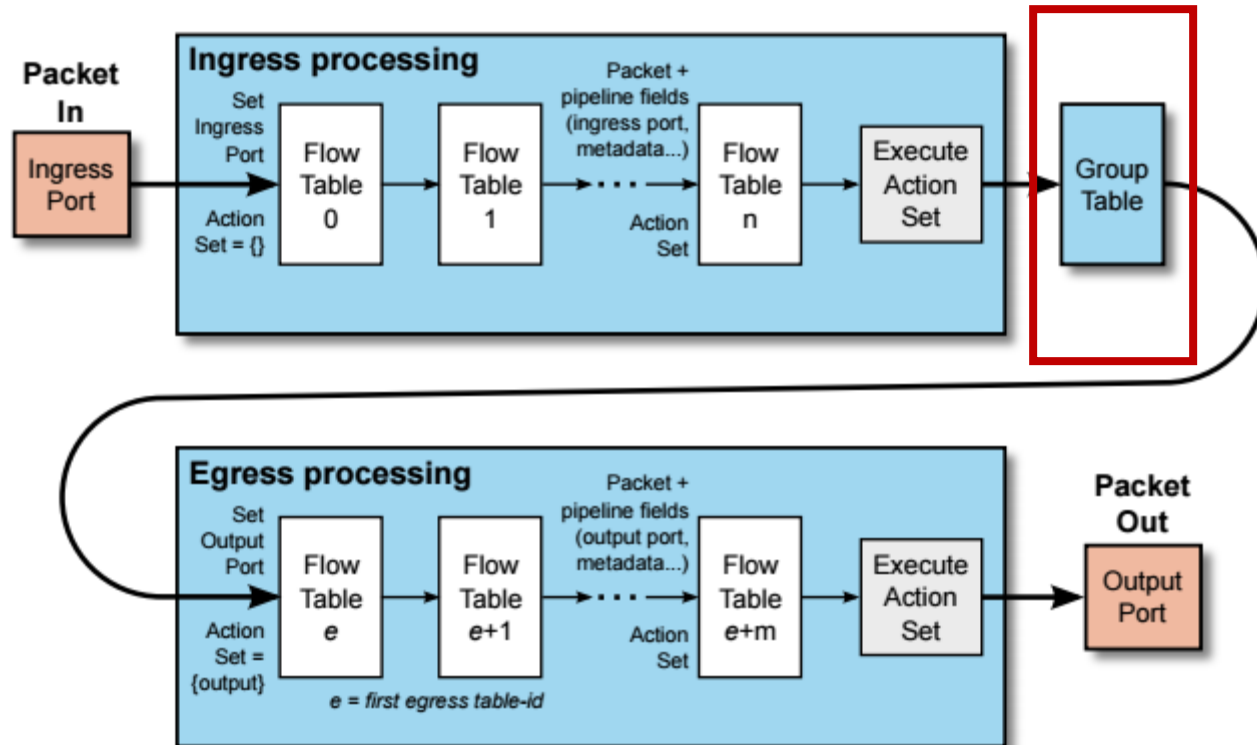 Packet
In
Ingress
Port
Ingress processing
Set
Ingress
Port
Action
Set = {}
Flow
Table
0
Flow
Table
1
Packet +
pipeline fields
(ingress port,
metadata...)
Action
Set
Flow
Table
n
Execute
Action
Set
Group
Table
Egress processing
Set
Output
Port
Action
Set =
{output}
Flow
Table
e
Flow
Table
e+1
e = first egress table-id
Packet +
pipeline fields
(output port,
metadata...)
Action
Set
Flow
Table
e+m
Execute
Action
Set
Packet
Out
Output
Port